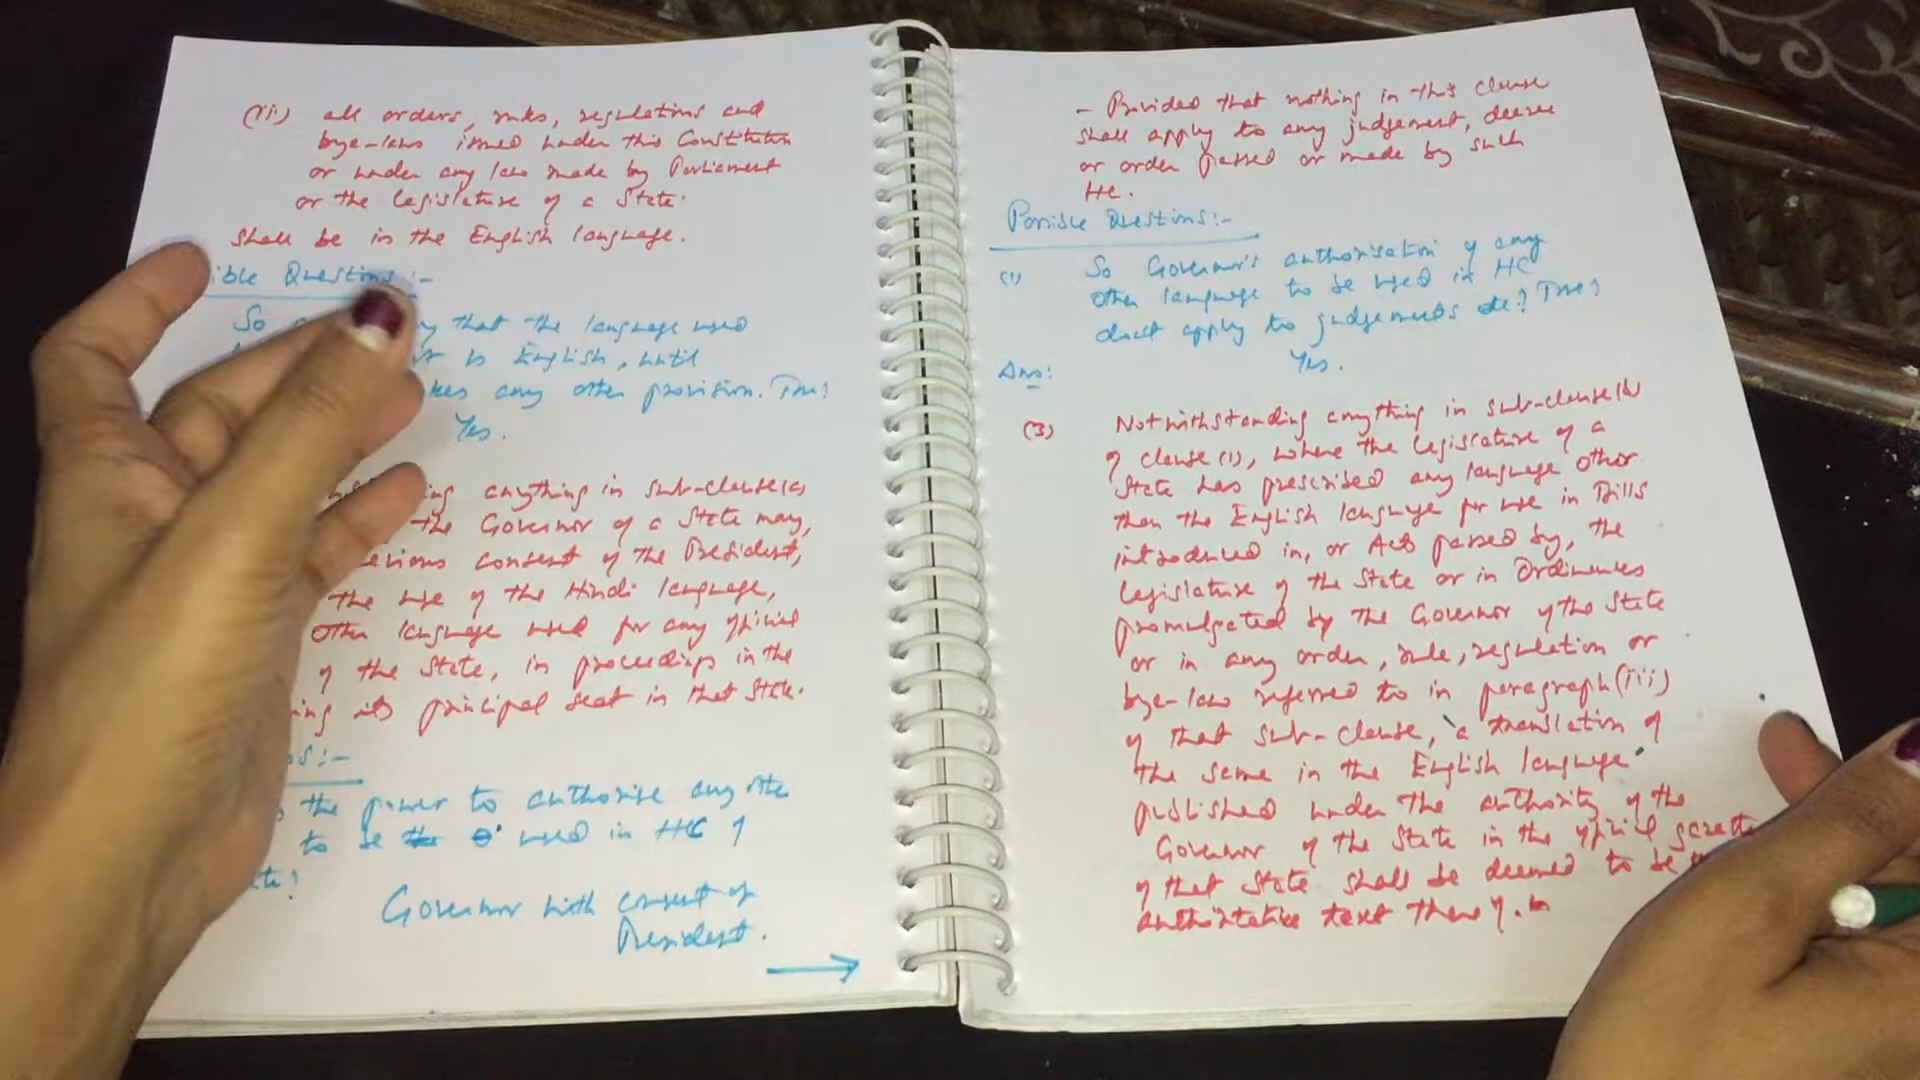 (iii) all orders, rules, regulations and
bye-laws issued under this Constitution
or under any law made by Parliament
or the legislature of a State.
shall be in the English language.
ible Questions:-
So that the language used
is English, until
kes any other provision. True?
Yes.
ing anything in sub-clause (a)
the Governor of a State may,
evious consent of the President,
the use of the Hindi language,
other language used for any official
of the State, in proceedings in the
ing its principal seat in that State.
ns:-
the power to authorise any other
to be used in HC of
te?
Governor with consent of
President.
- Provided that nothing in this clause
shall apply to any judgement, decree
or order passed or made by such
HC.
Possible Questions:-
(1) So Governor's authorisation of any
other language to be used in HC
doesn't apply to judgements etc? True?
Ans: Yes.
(3) Notwithstanding anything in sub-clause (b)
of clause (1), where the legislature of a
State has prescribed any language other
than the English language for use in Bills
introduced in, or Acts passed by, the
legislature of the State or in Ordinances
promulgated by the Governor of the State
or in any order, rule, regulation or
bye-law referred to in paragraph (iii)
of that sub-clause, a translation of
the same in the English language
published under the authority of the
Governor of the State in the official gazette
of that State shall be deemed to be
authoritative text thereof.